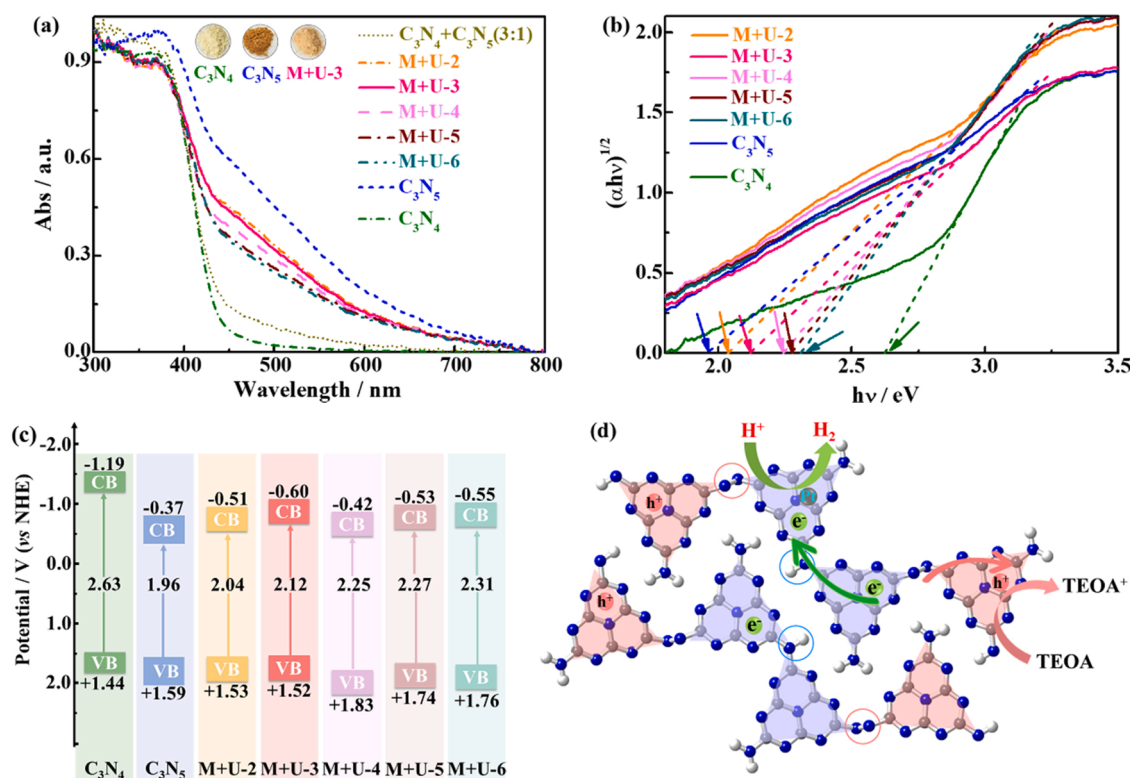 (a)
C₃N₄ C₃N₅ M+U-3
C₃N₄+C₃N₅(3:1)
M+U-2
M+U-3
M+U-4
M+U-5
M+U-6
C₃N₅
C₃N₄
Abs / a.u.
0.9
0.6
0.3
0.0
300 400 500 600 700 800
Wavelength / nm
(b)
M+U-2
M+U-3
M+U-4
M+U-5
M+U-6
C₃N₅
C₃N₄
(αhν)¹/²
2.0
1.5
1.0
0.5
0.0
2.0 2.5 3.0 3.5
hν / eV
(c)
Potential / V (vs NHE)
-2.0
-1.0
0.0
1.0
2.0
-1.19 -0.37 -0.51 -0.60 -0.42 -0.53 -0.55
CB CB CB CB CB CB CB
2.63 1.96 2.04 2.12 2.25 2.27 2.31
VB VB VB VB VB VB VB
+1.44 +1.59 +1.53 +1.52 +1.83 +1.74 +1.76
C₃N₄ C₃N₅ M+U-2 M+U-3 M+U-4 M+U-5 M+U-6
(d)
H⁺ H₂
h⁺ Pt
e⁻
h⁺ e⁻ e⁻ h⁺
TEOA⁺
TEOA